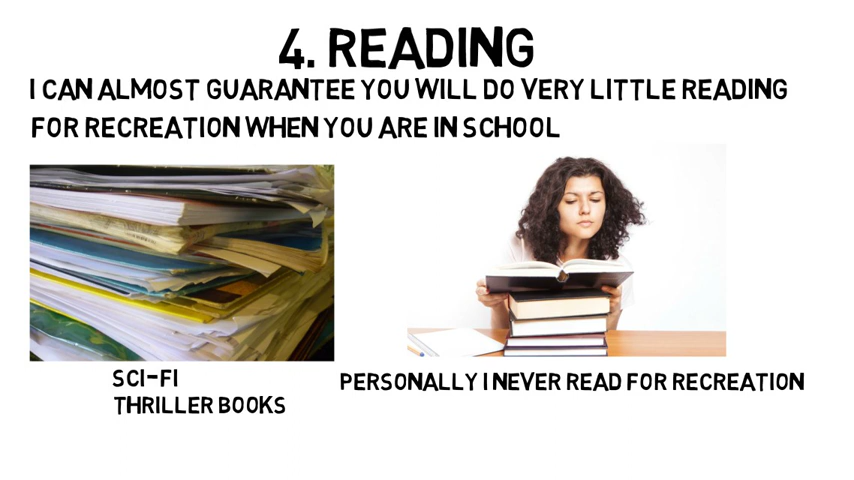 4. READING
I CAN ALMOST GUARANTEE YOU WILL DO VERY LITTLE READING
FOR RECREATION WHEN YOU ARE IN SCHOOL
SCI-FI
THRILLER BOOKS
PERSONALLY I NEVER READ FOR RECREATION